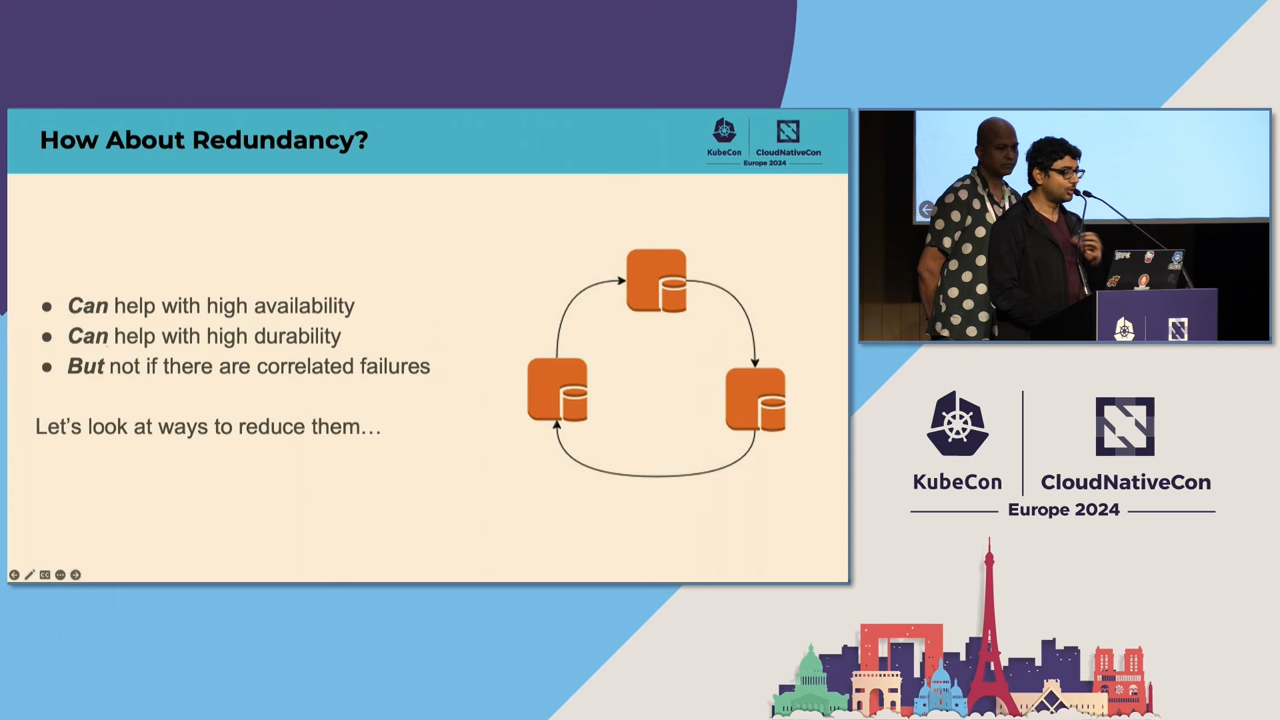 How About Redundancy?
KubeCon
CloudNativeCon
Europe 2024
Can help with high availability
Can help with high durability
But not if there are correlated failures
Let's look at ways to reduce them…
KubeCon
CloudNativeCon
Europe 2024